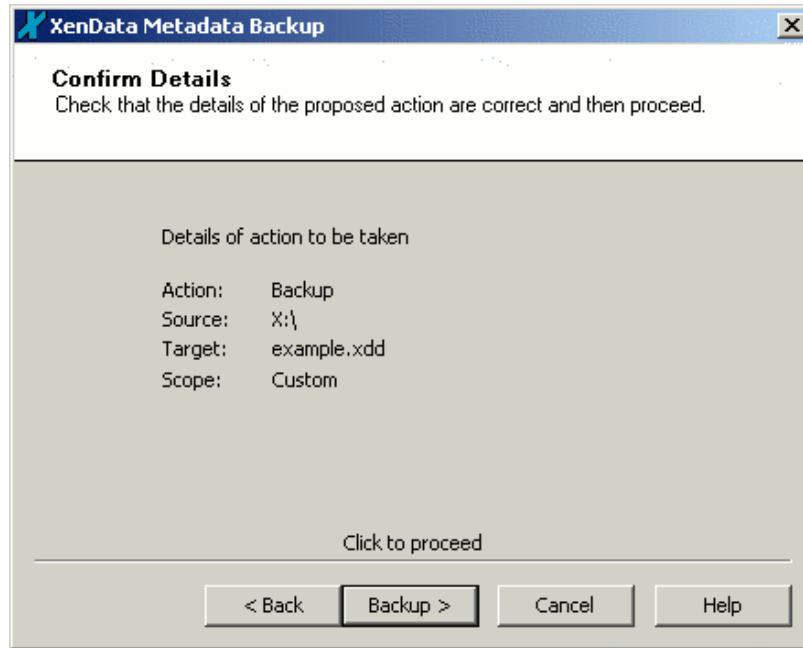 XenData Metadata Backup
Confirm Details
Check that the details of the proposed action are correct and then proceed.
Details of action to be taken
Action: Backup
Source: X:\
Target: example.xdd
Scope: Custom
Click to proceed
< Back Backup > Cancel Help